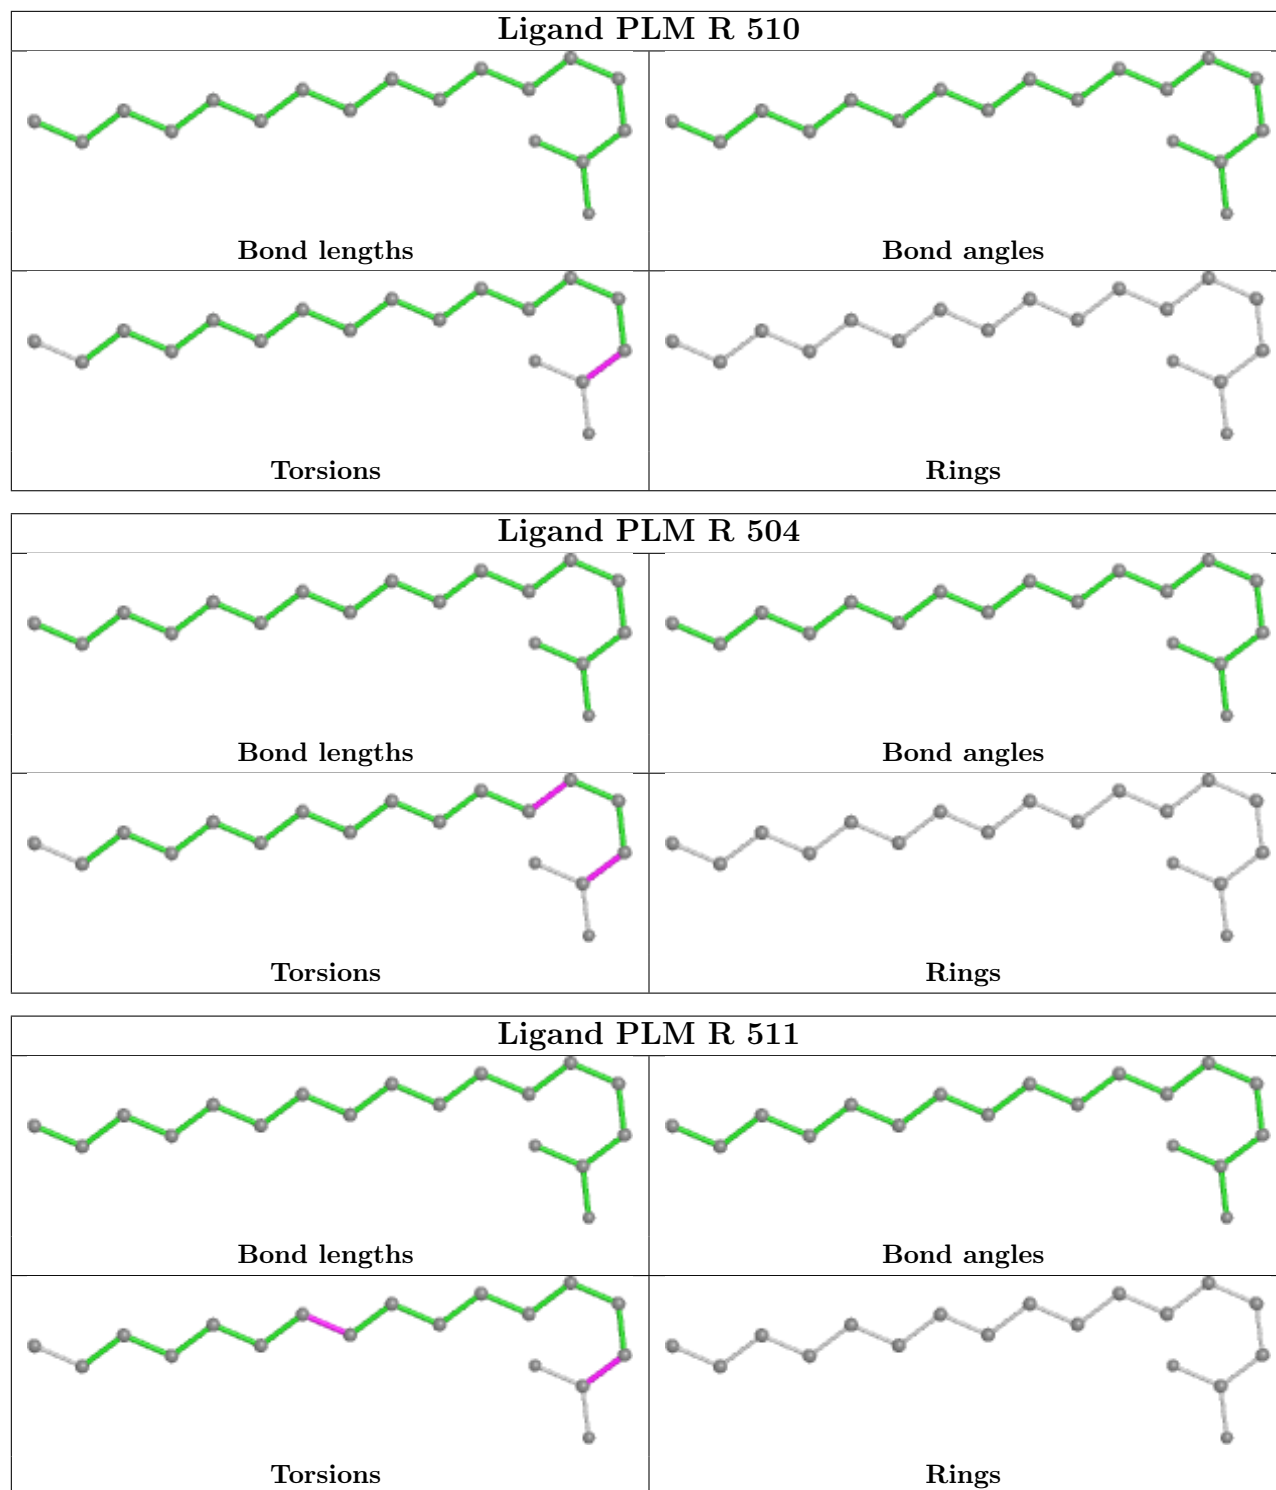 Ligand PLM R 510
Bond lengths
Bond angles
Torsions
Rings
Ligand PLM R 504
Bond lengths
Bond angles
Torsions
Rings
Ligand PLM R 511
Bond lengths
Bond angles
Torsions
Rings